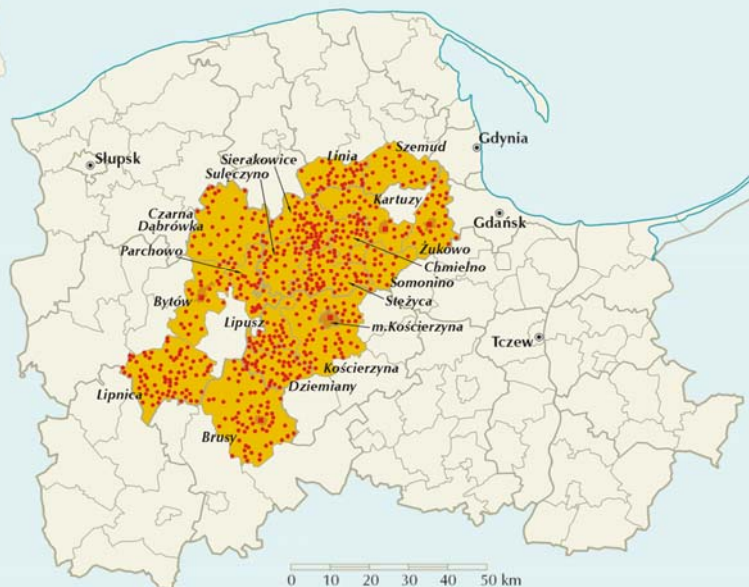 Słupsk
Gdynia
Szemud
Linia
Sierakowice
Sulęczyno
Kartuzy
Gdańsk
Czarna
Dąbrówka
Żukowo
Parchowo
Chmielno
Somonino
Stężyca
Bytów
Lipusz
m.Kościerzyna
Tczew
Kościerzyna
Dziemiany
Lipnica
Brusy
0 10 20 30 50 km